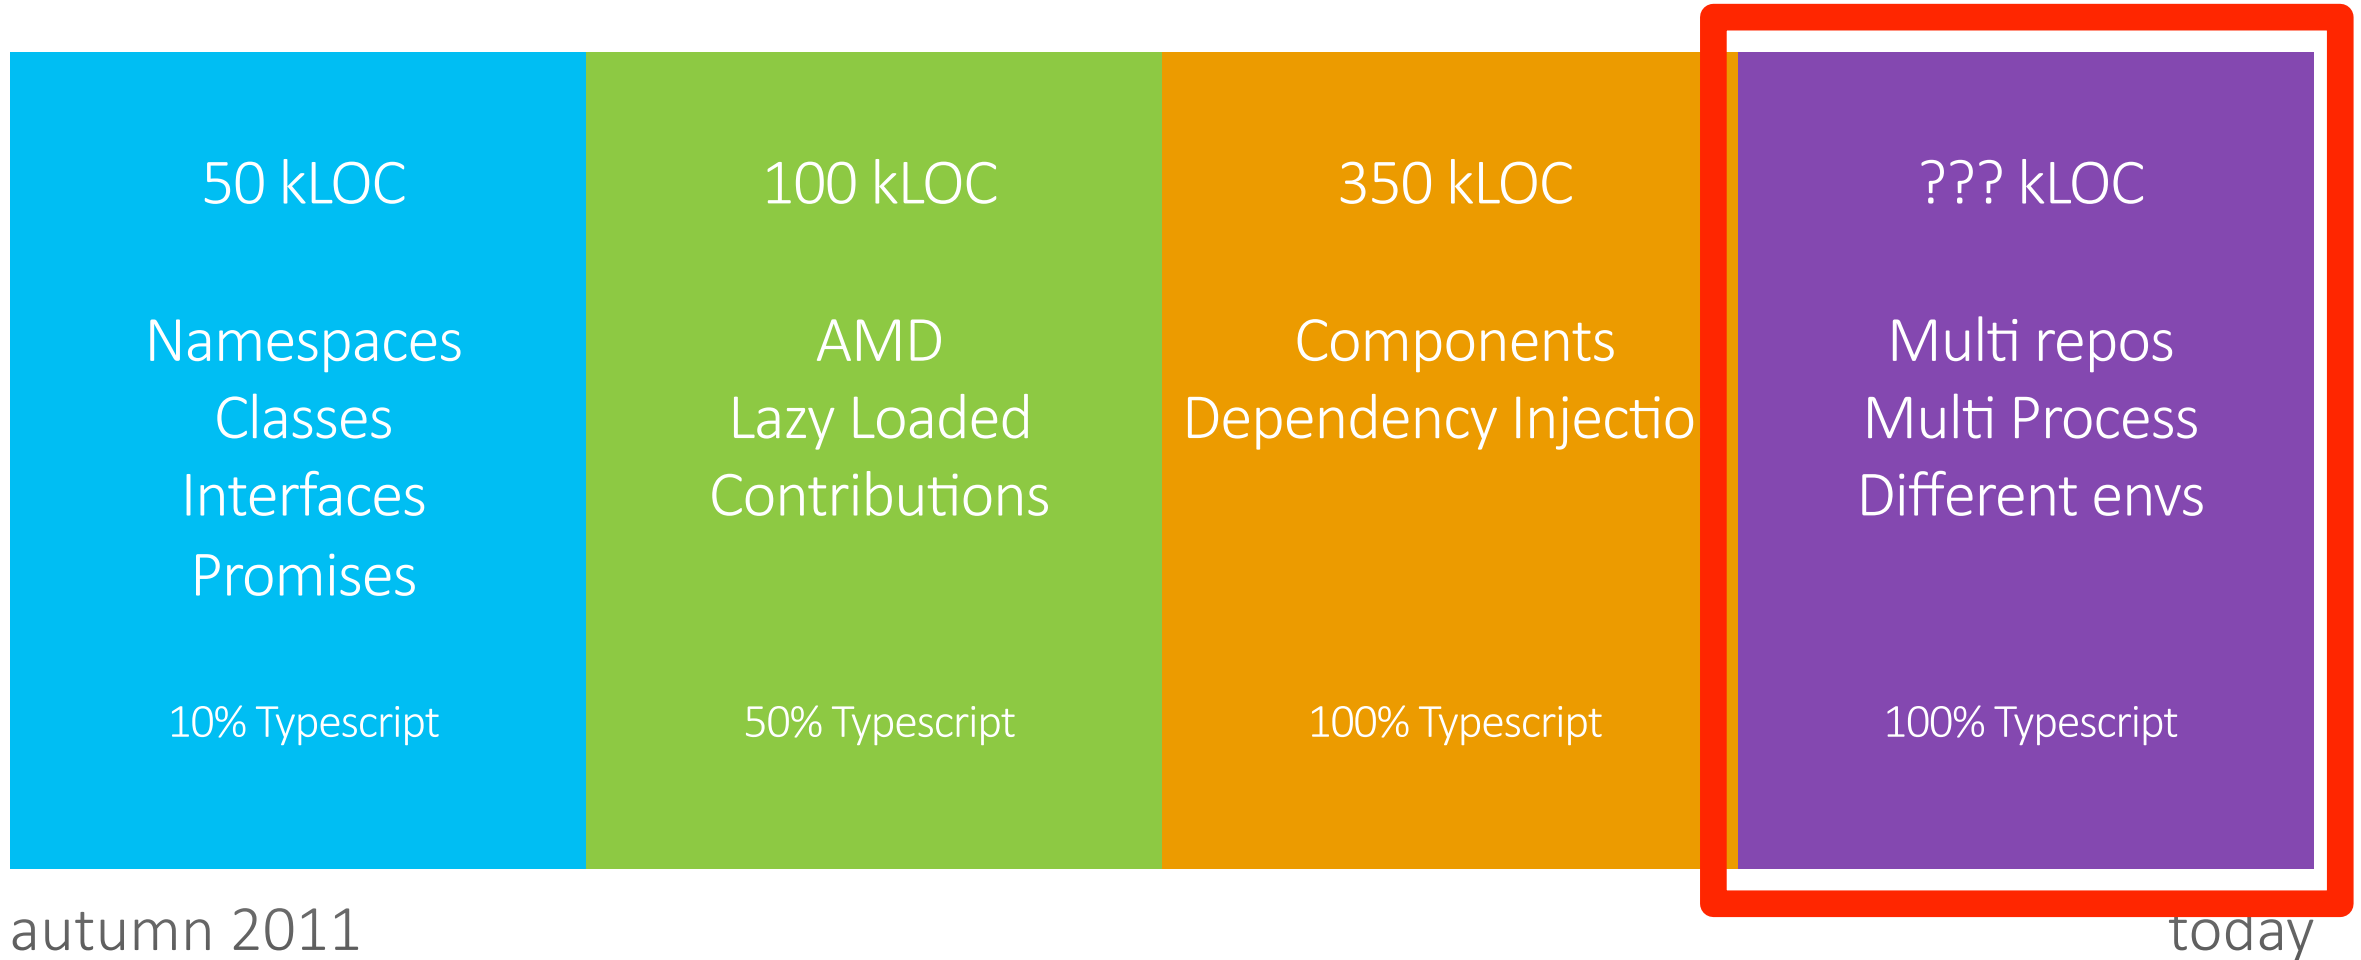 50 kLOC
Namespaces
Classes
Interfaces
Promises
10% Typescript
100 kLOC
AMD
Lazy Loaded
Contributions
50% Typescript
350 kLOC
Components
Dependency Injectio
100% Typescript
??? kLOC
Multi repos
Multi Process
Different envs
100% Typescript
autumn 2011
today